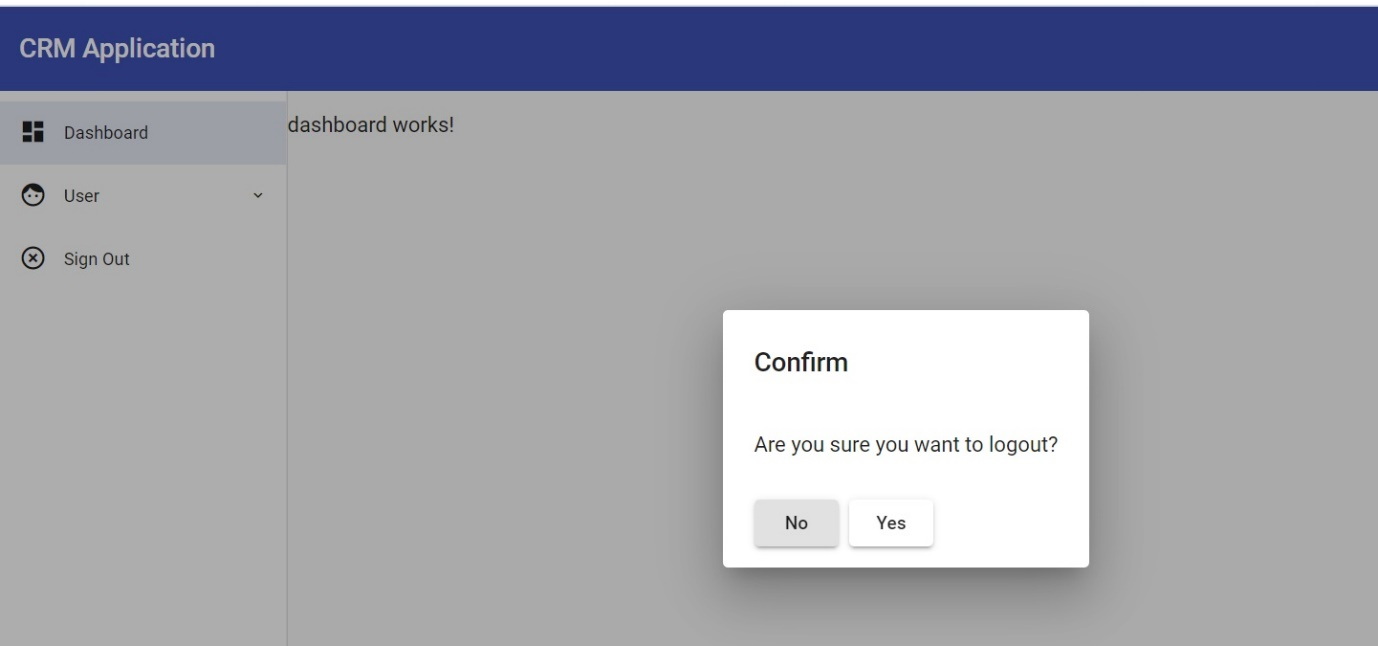 CRM Application
Dashboard
dashboard works!
User
Sign Out
Confirm
Are you sure you want to logout?
No Yes